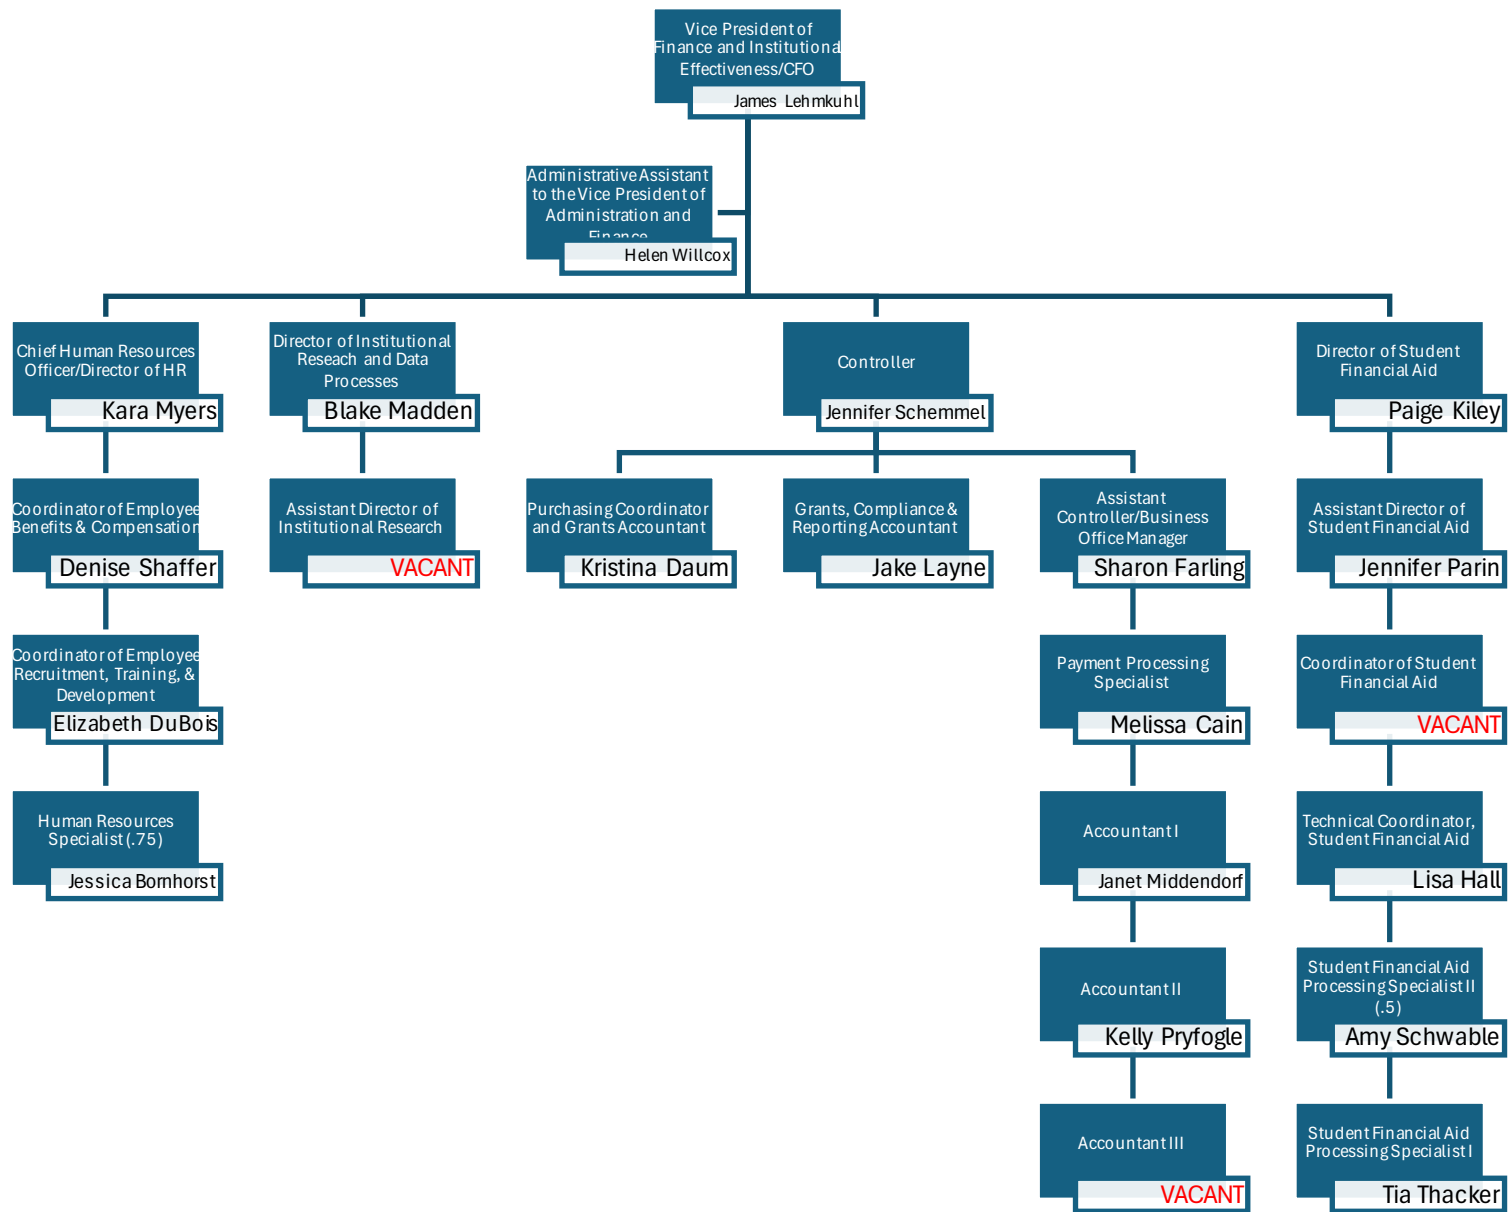 Vice President of
Finance and Institutional
Effectiveness/CFO
James Lehmkuhl
Administrative Assistant
to the Vice President of
Administration and
Finance
Helen Willcox
Chief Human Resources
Officer/Director of HR
Kara Myers
Director of Institutional
Reseach and Data
Processes
Blake Madden
Controller
Jennifer Schemmel
Director of Student
Financial Aid
Paige Kiley
Coordinator of Employee
Benefits & Compensation
Denise Shaffer
Assistant Director of
Institutional Research
VACANT
Purchasing Coordinator
and Grants Accountant
Kristina Daum
Grants, Compliance &
Reporting Accountant
Jake Layne
Assistant
Controller/Business
Office Manager
Sharon Farling
Assistant Director of
Student Financial Aid
Jennifer Parin
Coordinator of Employee
Recruitment, Training, &
Development
Elizabeth DuBois
Payment Processing
Specialist
Melissa Cain
Coordinator of Student
Financial Aid
VACANT
Human Resources
Specialist (.75)
Jessica Bornhorst
Accountant I
Janet Middendorf
Technical Coordinator,
Student Financial Aid
Lisa Hall
Accountant II
Kelly Pryfogle
Student Financial Aid
Processing Specialist II
(.5)
Amy Schwable
Accountant III
VACANT
Student Financial Aid
Processing Specialist I
Tia Thacker